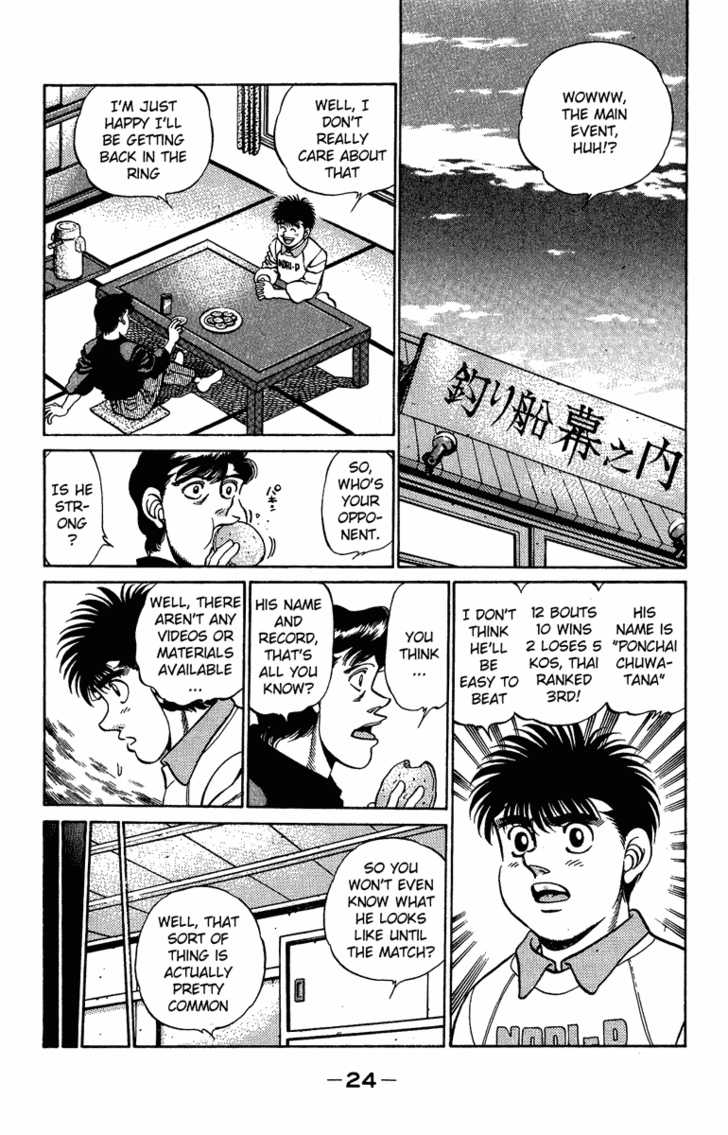 WOWWW,
THE MAIN
EVENT,
HUH!?
釣り船 幕之内
WELL, I
DON'T
REALLY
CARE ABOUT
THAT
I'M JUST
HAPPY I'LL
BE GETTING
BACK IN THE
RING
NORI-P
SO,
WHO'S
YOUR
OPPO-
NENT.
IS HE
STR-
ONG
?
HIS
NAME IS
"PONCHAI
CHUWA-
TANA"
12 BOUTS
10 WINS
2 LOSES 5
KOS, THAI
RANKED
3RD!
I DON'T
THINK
HE'LL
BE
EASY TO
BEAT
NORI-P
YOU
THINK
...
HIS NAME
AND
RECORD,
THAT'S
ALL YOU
KNOW?
WELL, THERE
AREN'T ANY
VIDEOS OR
MATERIALS
AVAILABLE
...
SO YOU
WON'T EVEN
KNOW WHAT
HE LOOKS
LIKE UNTIL
THE MATCH?
WELL, THAT
SORT OF
THING IS
ACTUALLY
PRETTY
COMMON
—24—